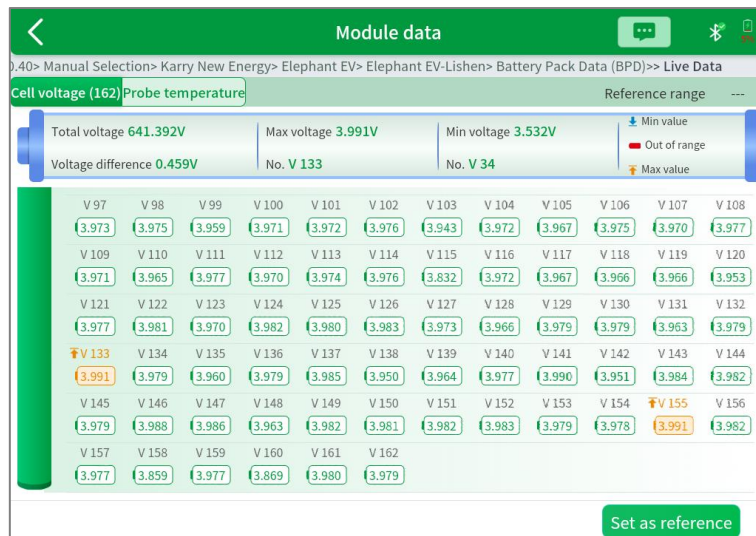 Module data
0.40> Manual Selection> Karry New Energy> Elephant EV> Elephant EV-Lishen> Battery Pack Data (BPD)>> Live Data
Cell voltage (162) Probe temperature Reference range ---
Total voltage 641.392V Max voltage 3.991V Min voltage 3.532V Min value
Out of range
Voltage difference 0.459V No. V 133 No. V 34 Max value
V 97 V 98 V 99 V 100 V 101 V 102 V 103 V 104 V 105 V 106 V 107 V 108
3.973 3.975 3.959 3.971 3.972 3.976 3.943 3.972 3.967 3.975 3.970 3.977
V 109 V 110 V 111 V 112 V 113 V 114 V 115 V 116 V 117 V 118 V 119 V 120
3.971 3.965 3.977 3.970 3.974 3.976 3.832 3.972 3.967 3.966 3.966 3.953
V 121 V 122 V 123 V 124 V 125 V 126 V 127 V 128 V 129 V 130 V 131 V 132
3.977 3.981 3.970 3.982 3.980 3.983 3.973 3.966 3.979 3.979 3.963 3.979
V 133 V 134 V 135 V 136 V 137 V 138 V 139 V 140 V 141 V 142 V 143 V 144
3.991 3.979 3.960 3.979 3.985 3.950 3.964 3.977 3.990 3.951 3.984 3.982
V 145 V 146 V 147 V 148 V 149 V 150 V 151 V 152 V 153 V 154 V 155 V 156
3.979 3.988 3.986 3.963 3.982 3.981 3.982 3.983 3.979 3.978 3.991 3.982
V 157 V 158 V 159 V 160 V 161 V 162
3.977 3.859 3.977 3.869 3.980 3.979
Set as reference